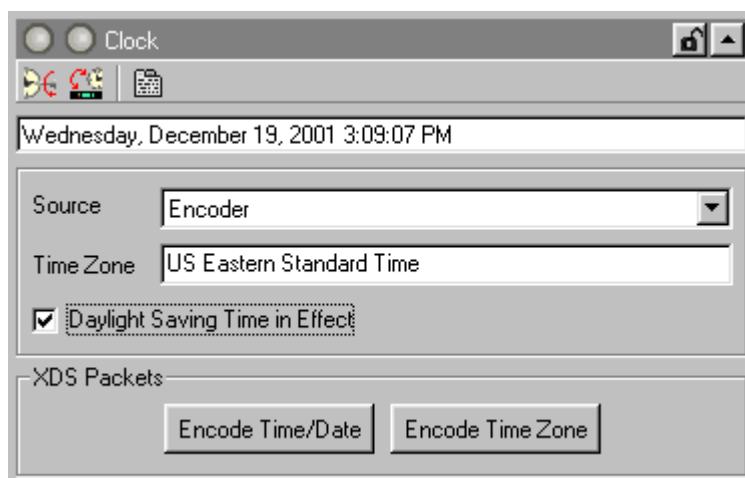 Clock
Wednesday, December 19, 2001 3:09:07 PM
Source Encoder
Time Zone US Eastern Standard Time
Daylight Saving Time in Effect
XDS Packets
Encode Time/Date Encode Time Zone